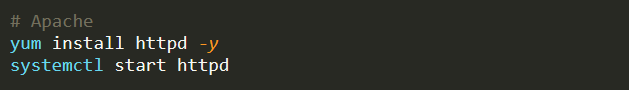 # Apache
yum install httpd -y
systemctl start httpd